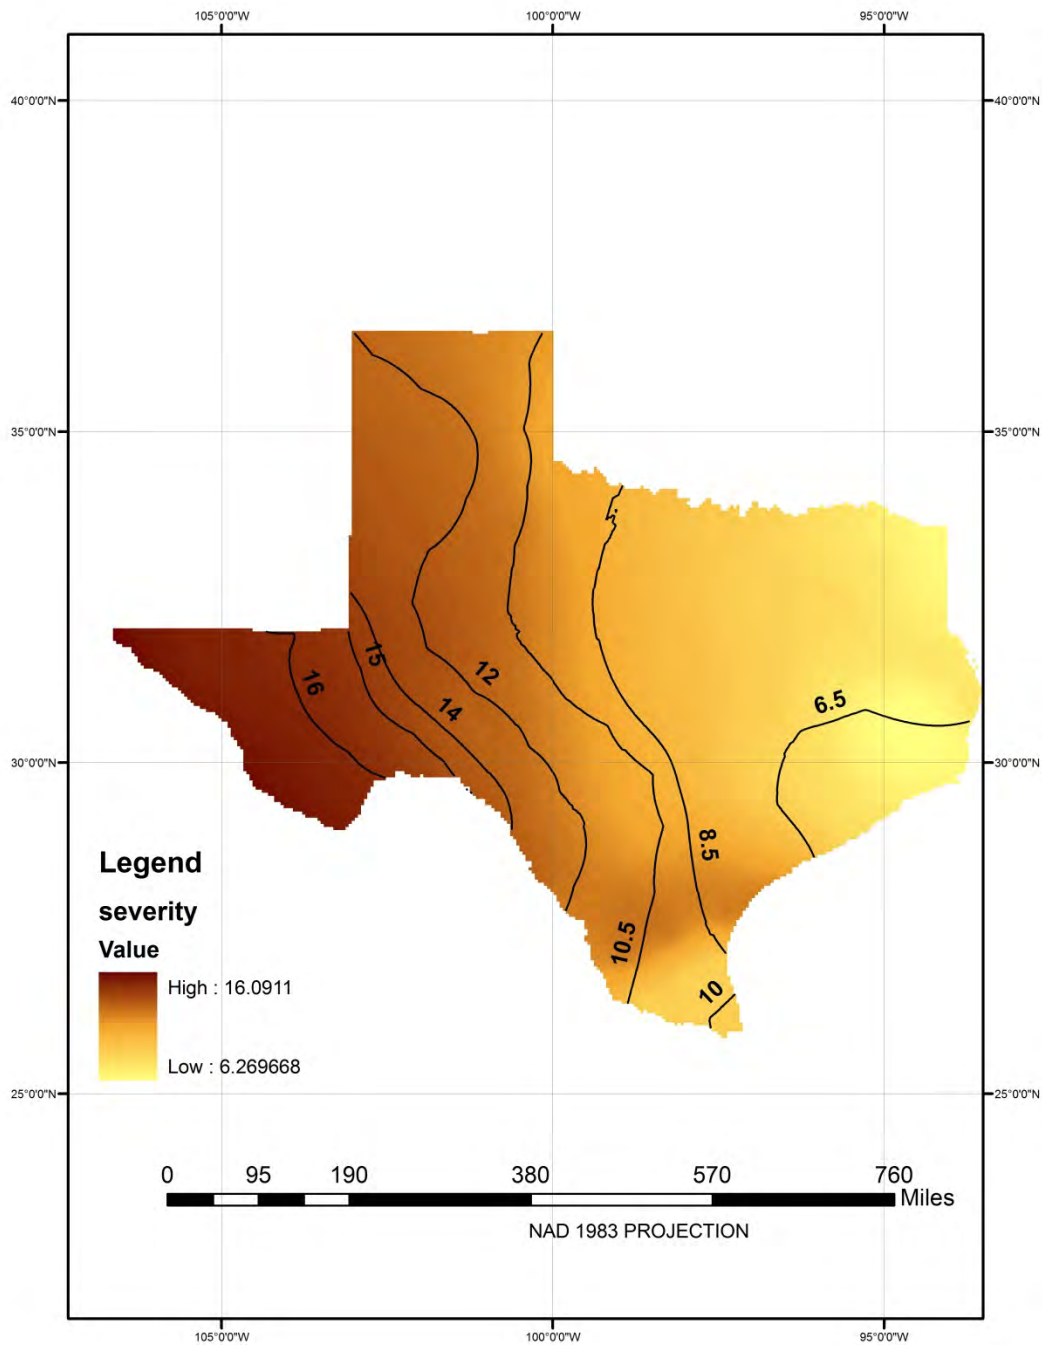 105°0'0"W 100°0'0"W 95°0'0"W
40°0'0"N 40°0'0"N
35°0'0"N 35°0'0"N
16 15 14 12 6.5
30°0'0"N 30°0'0"N
8.5
10.5
10
Legend
severity
Value
High : 16.0911
Low : 6.269668
25°0'0"N 25°0'0"N
0 95 190 380 570 760
Miles
NAD 1983 PROJECTION
105°0'0"W 100°0'0"W 95°0'0"W